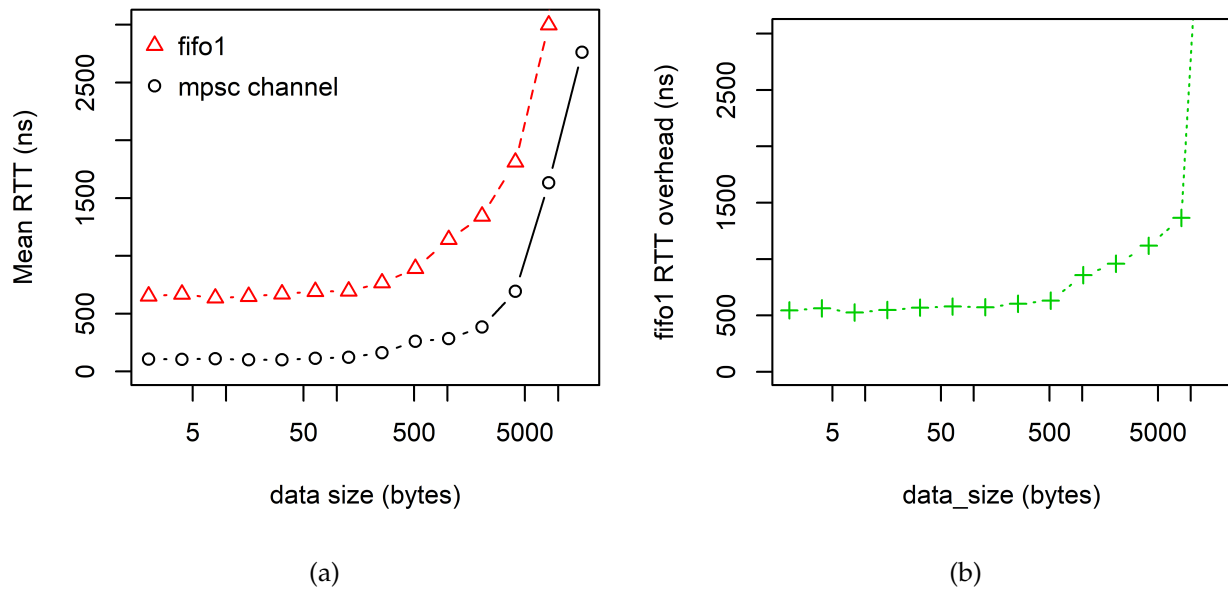 fifo1
mpsc channel
Mean RTT (ns)
0
500
1500
2500
5
50
500
5000
data size (bytes)
(a)
fifo1 RTT overhead (ns)
0
500
1500
2500
5
50
500
5000
data_size (bytes)
(b)